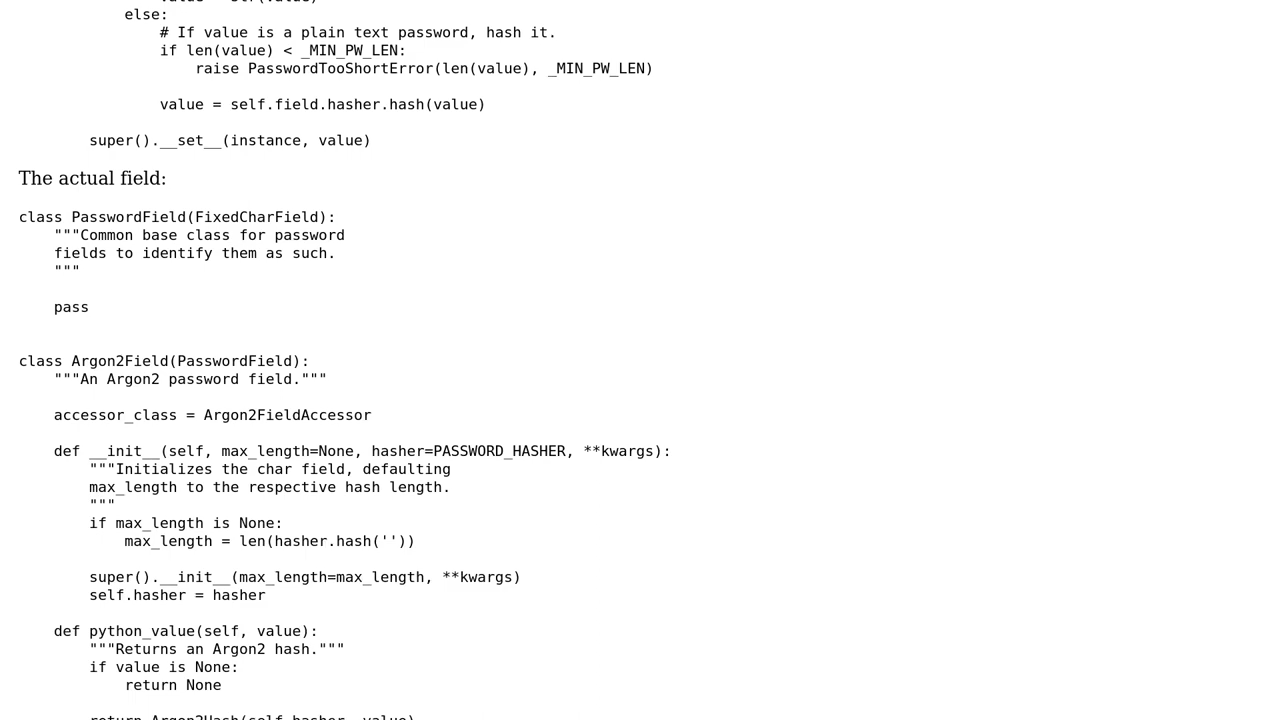 else:
# If value is a plain text password, hash it.
if len(value) < _MIN_PW_LEN:
raise PasswordTooShortError(len(value), _MIN_PW_LEN)
value = self.field.hasher.hash(value)
super().__set__(instance, value)
The actual field:
class PasswordField(FixedCharField):
"""Common base class for password
fields to identify them as such.
"""
pass
class Argon2Field(PasswordField):
"""An Argon2 password field."""
accessor_class = Argon2FieldAccessor
def __init__(self, max_length=None, hasher=PASSWORD_HASHER, **kwargs):
"""Initializes the char field, defaulting
max_length to the respective hash length.
"""
if max_length is None:
max_length = len(hasher.hash(''))
super().__init__(max_length=max_length, **kwargs)
self.hasher = hasher
def python_value(self, value):
"""Returns an Argon2 hash."""
if value is None:
return None
return Argon2Hash(self.hasher, value)